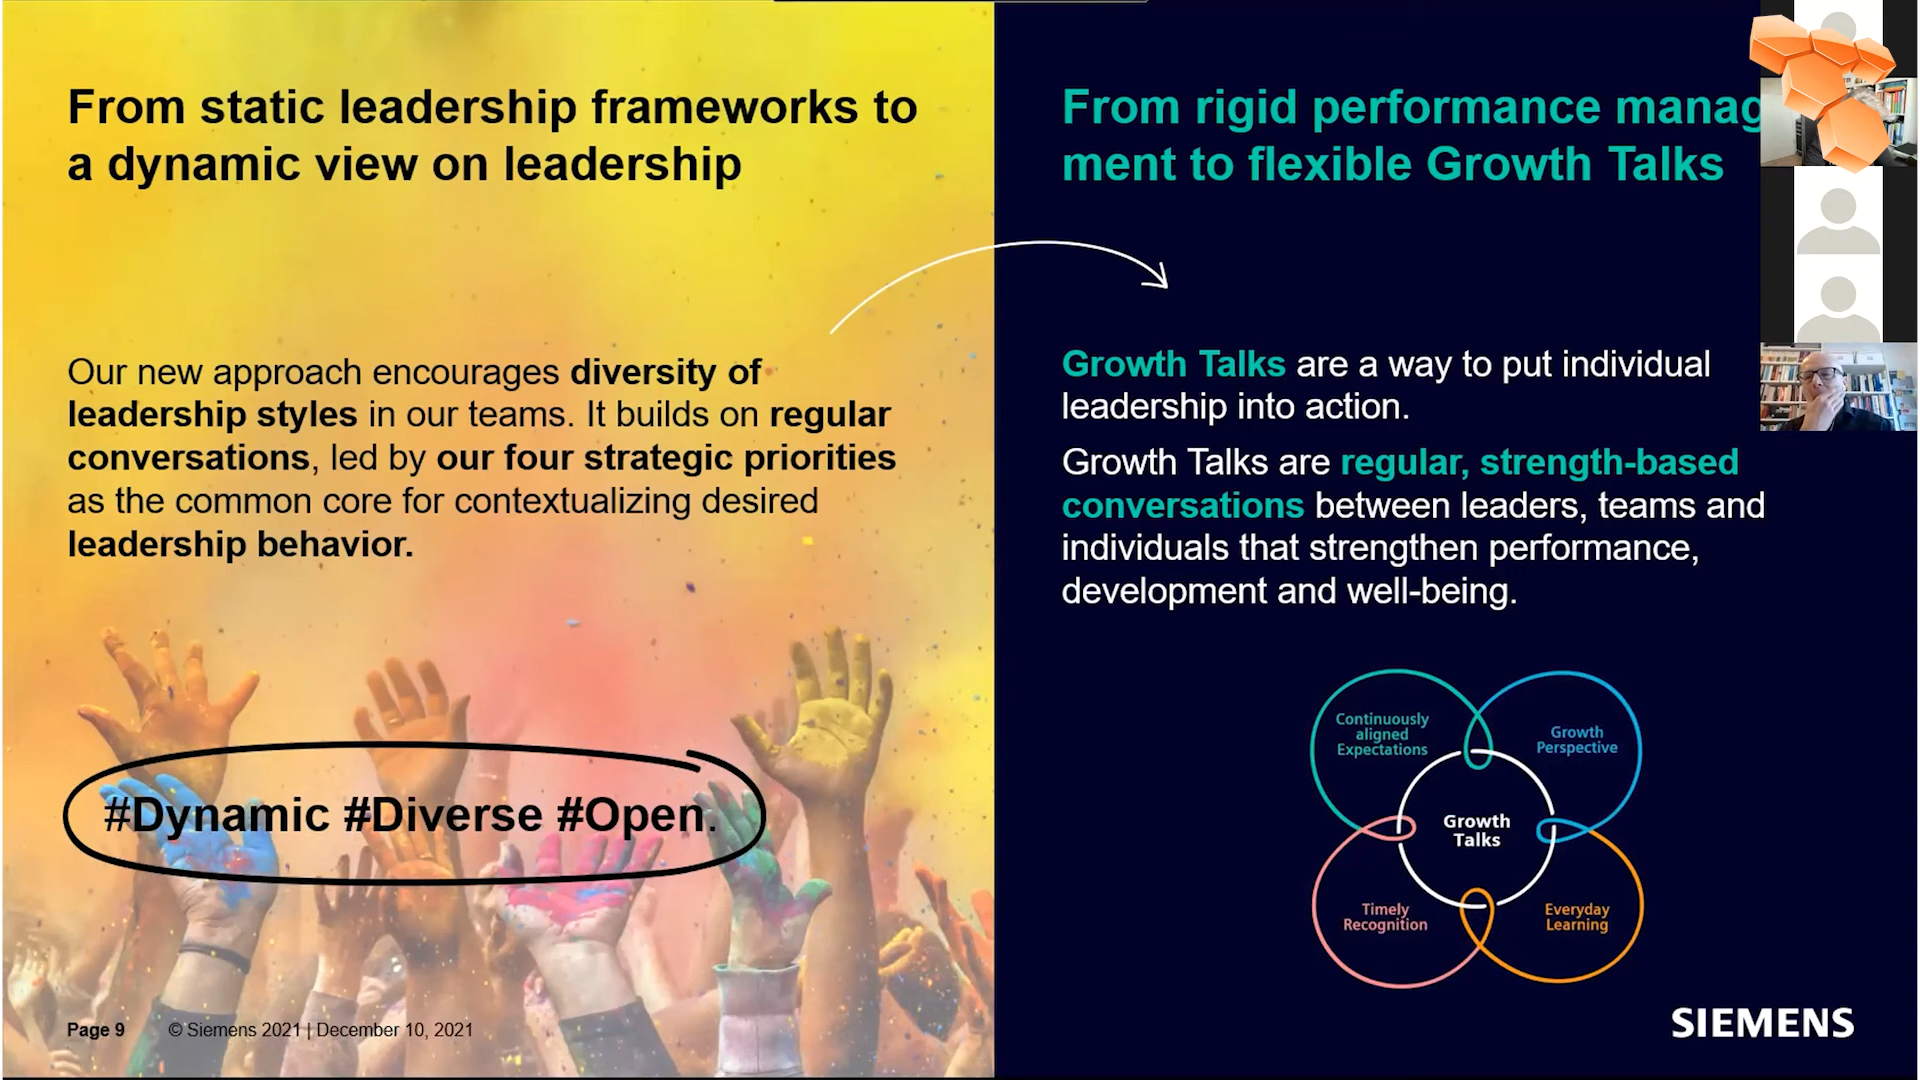 From static leadership frameworks to
a dynamic view on leadership
Our new approach encourages diversity of
leadership styles in our teams. It builds on regular
conversations, led by our four strategic priorities
as the common core for contextualizing desired
leadership behavior.
#Dynamic #Diverse #Open.
Page 9 © Siemens 2021 | December 10, 2021
From rigid performance manag
ment to flexible Growth Talks
Growth Talks are a way to put individual
leadership into action.
Growth Talks are regular, strength-based
conversations between leaders, teams and
individuals that strengthen performance,
development and well-being.
Continuously
aligned
Expectations
Growth
Perspective
Growth
Talks
Timely
Recognition
Everyday
Learning
SIEMENS